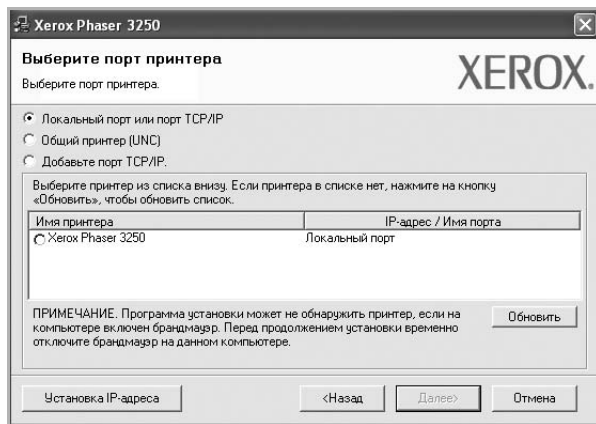 Xerox Phaser 3250
Выберите порт принтера
Выберите порт принтера.
XEROX.
Локальный порт или порт TCP/IP
Общий принтер (UNC)
Добавьте порт TCP/IP.
Выберите принтер из списка внизу. Если принтера в списке нет, нажмите на кнопку
«Обновить», чтобы обновить список.
Имя принтера IP-адрес / Имя порта
Xerox Phaser 3250 Локальный порт
ПРИМЕЧАНИЕ. Программа установки может не обнаружить принтер, если на
компьютере включен брандмауэр. Перед продолжением установки временно
отключите брандмауэр на данном компьютере.
Обновить
Установка IP-адреса <Назад Далее> Отмена